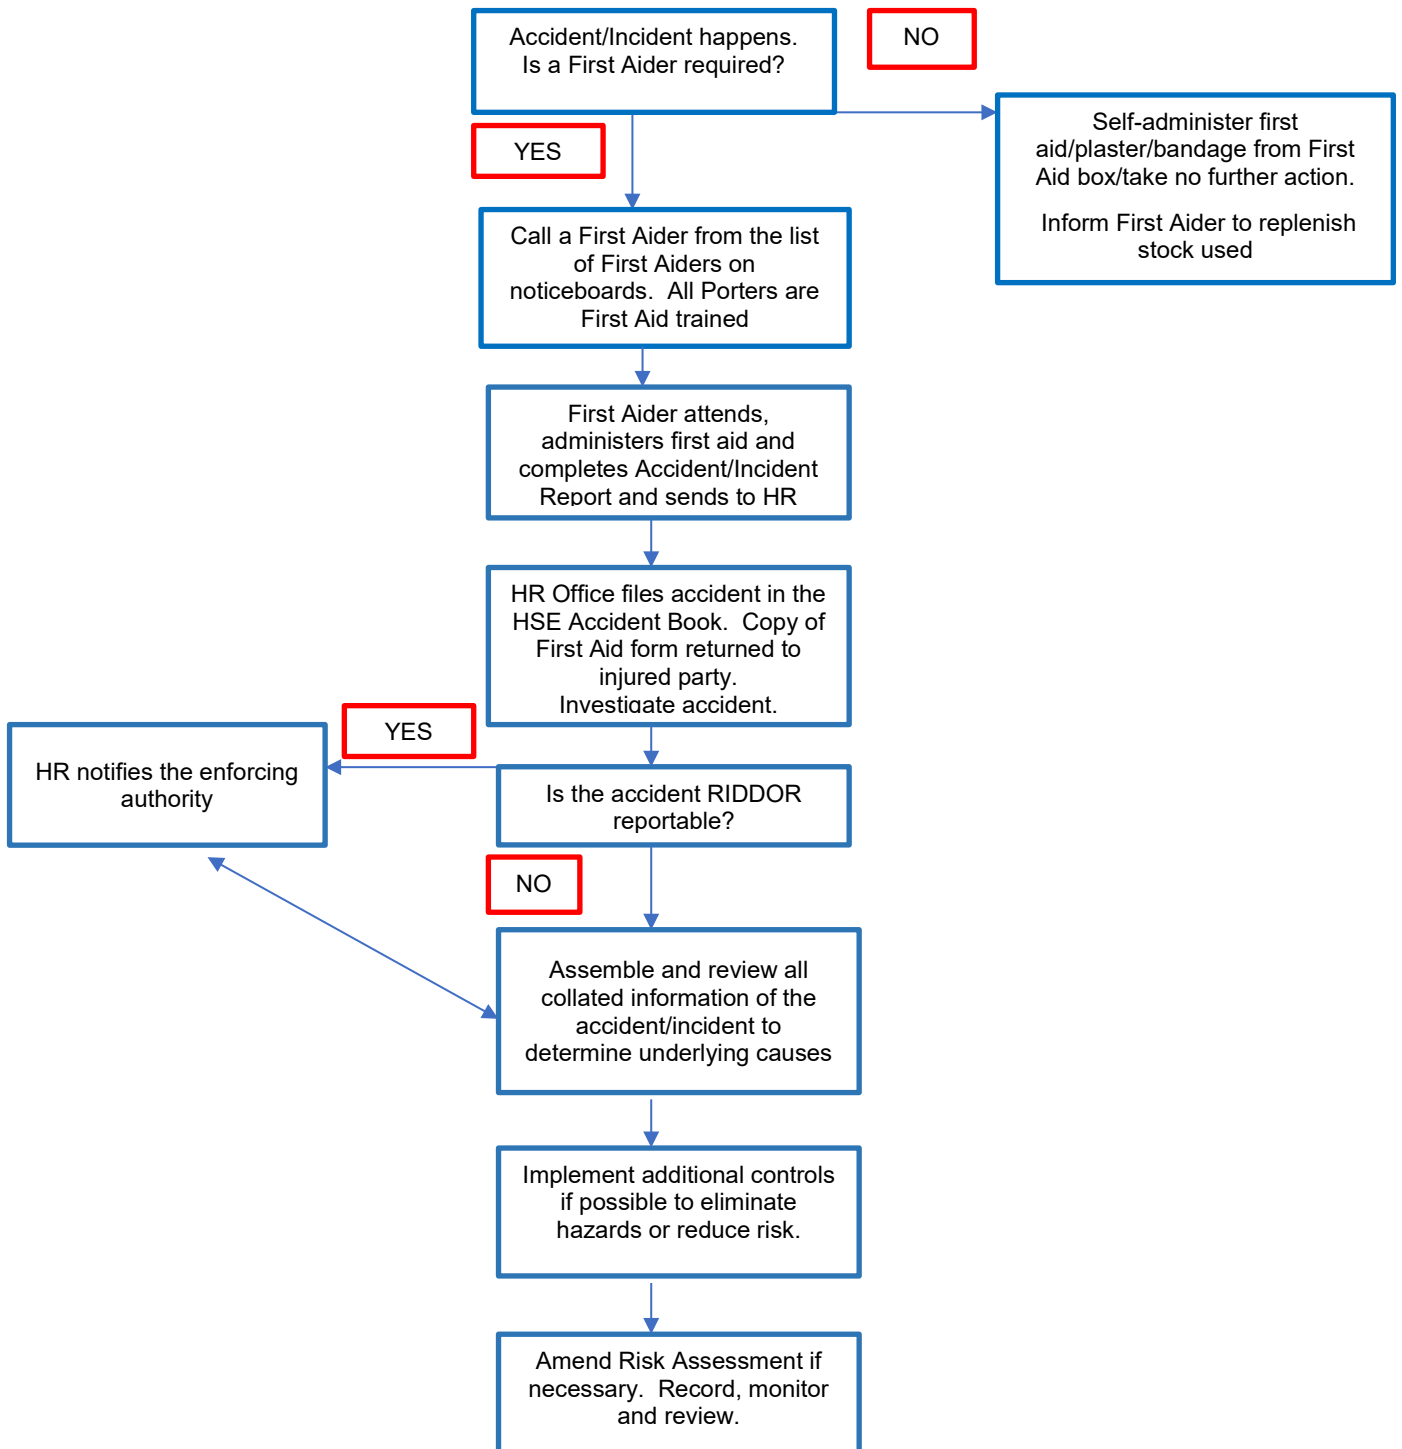 Accident/Incident happens.
Is a First Aider required?
NO
Self-administer first
aid/plaster/bandage from First
Aid box/take no further action.
Inform First Aider to replenish
stock used
YES
Call a First Aider from the list
of First Aiders on
noticeboards.  All Porters are
First Aid trained
First Aider attends,
administers first aid and
completes Accident/Incident
Report and sends to HR
HR Office files accident in the
HSE Accident Book.  Copy of
First Aid form returned to
injured party.
Investigate accident.
YES
HR notifies the enforcing
authority
Is the accident RIDDOR
reportable?
NO
Assemble and review all
collated information of the
accident/incident to
determine underlying causes
Implement additional controls
if possible to eliminate
hazards or reduce risk.
Amend Risk Assessment if
necessary.  Record, monitor
and review.